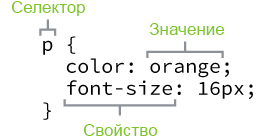 Селектор
Значение
p {
color: orange;
font-size: 16px;
}
Свойство